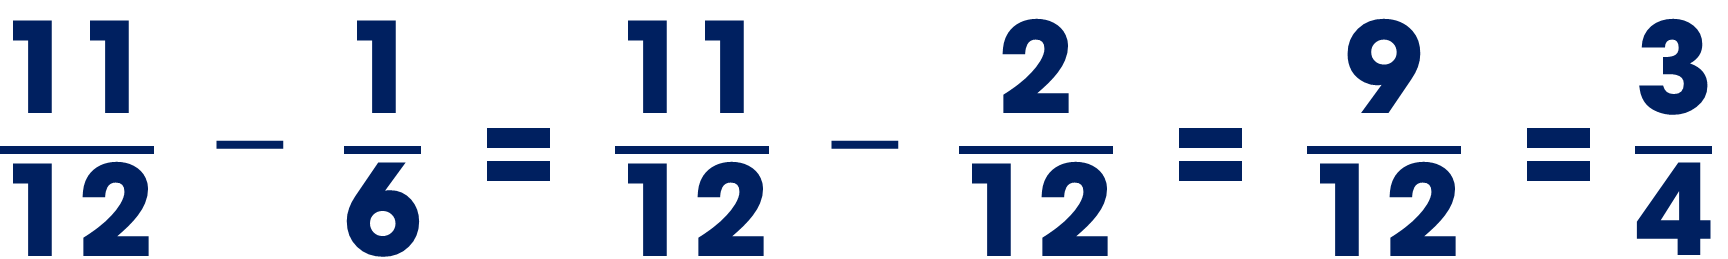 11/12 − 1/6 = 11/12 − 2/12 = 9/12 = 3/4